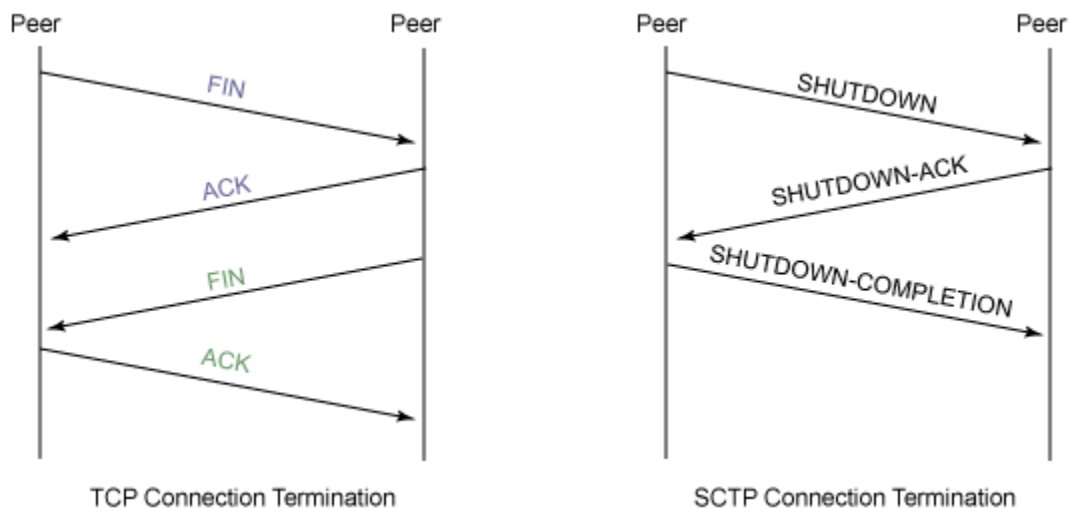 Peer
Peer
FIN
ACK
FIN
ACK
TCP Connection Termination
Peer
Peer
SHUTDOWN
SHUTDOWN-ACK
SHUTDOWN-COMPLETION
SCTP Connection Termination